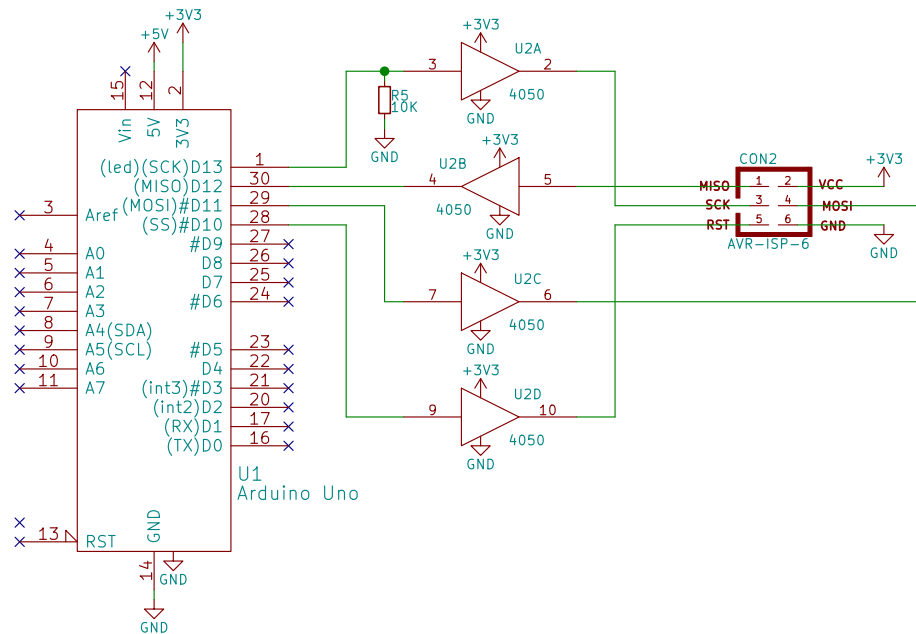 +3V3
+5V
15
12
2
Vin
5V
3V3
(led)(SCK)D13
1
(MISO)D12
30
(MOSI)#D11
29
(SS)#D10
28
#D9
27
D8
26
D7
25
#D6
24
#D5
23
D4
22
(int3)#D3
21
(int2)D2
20
(RX)D1
17
(TX)D0
16
3
Aref
4
A0
5
A1
6
A2
7
A3
8
A4(SDA)
9
A5(SCL)
10
A6
11
A7
13
RST
GND
14
GND
GND
U1
Arduino Uno
R5
10K
GND
+3V3
U2A
3
2
4050
GND
+3V3
U2B
4
5
4050
GND
+3V3
U2C
7
6
4050
GND
+3V3
U2D
9
10
4050
GND
CON2
MISO
1
2
VCC
SCK
3
4
MOSI
RST
5
6
GND
AVR-ISP-6
+3V3
GND